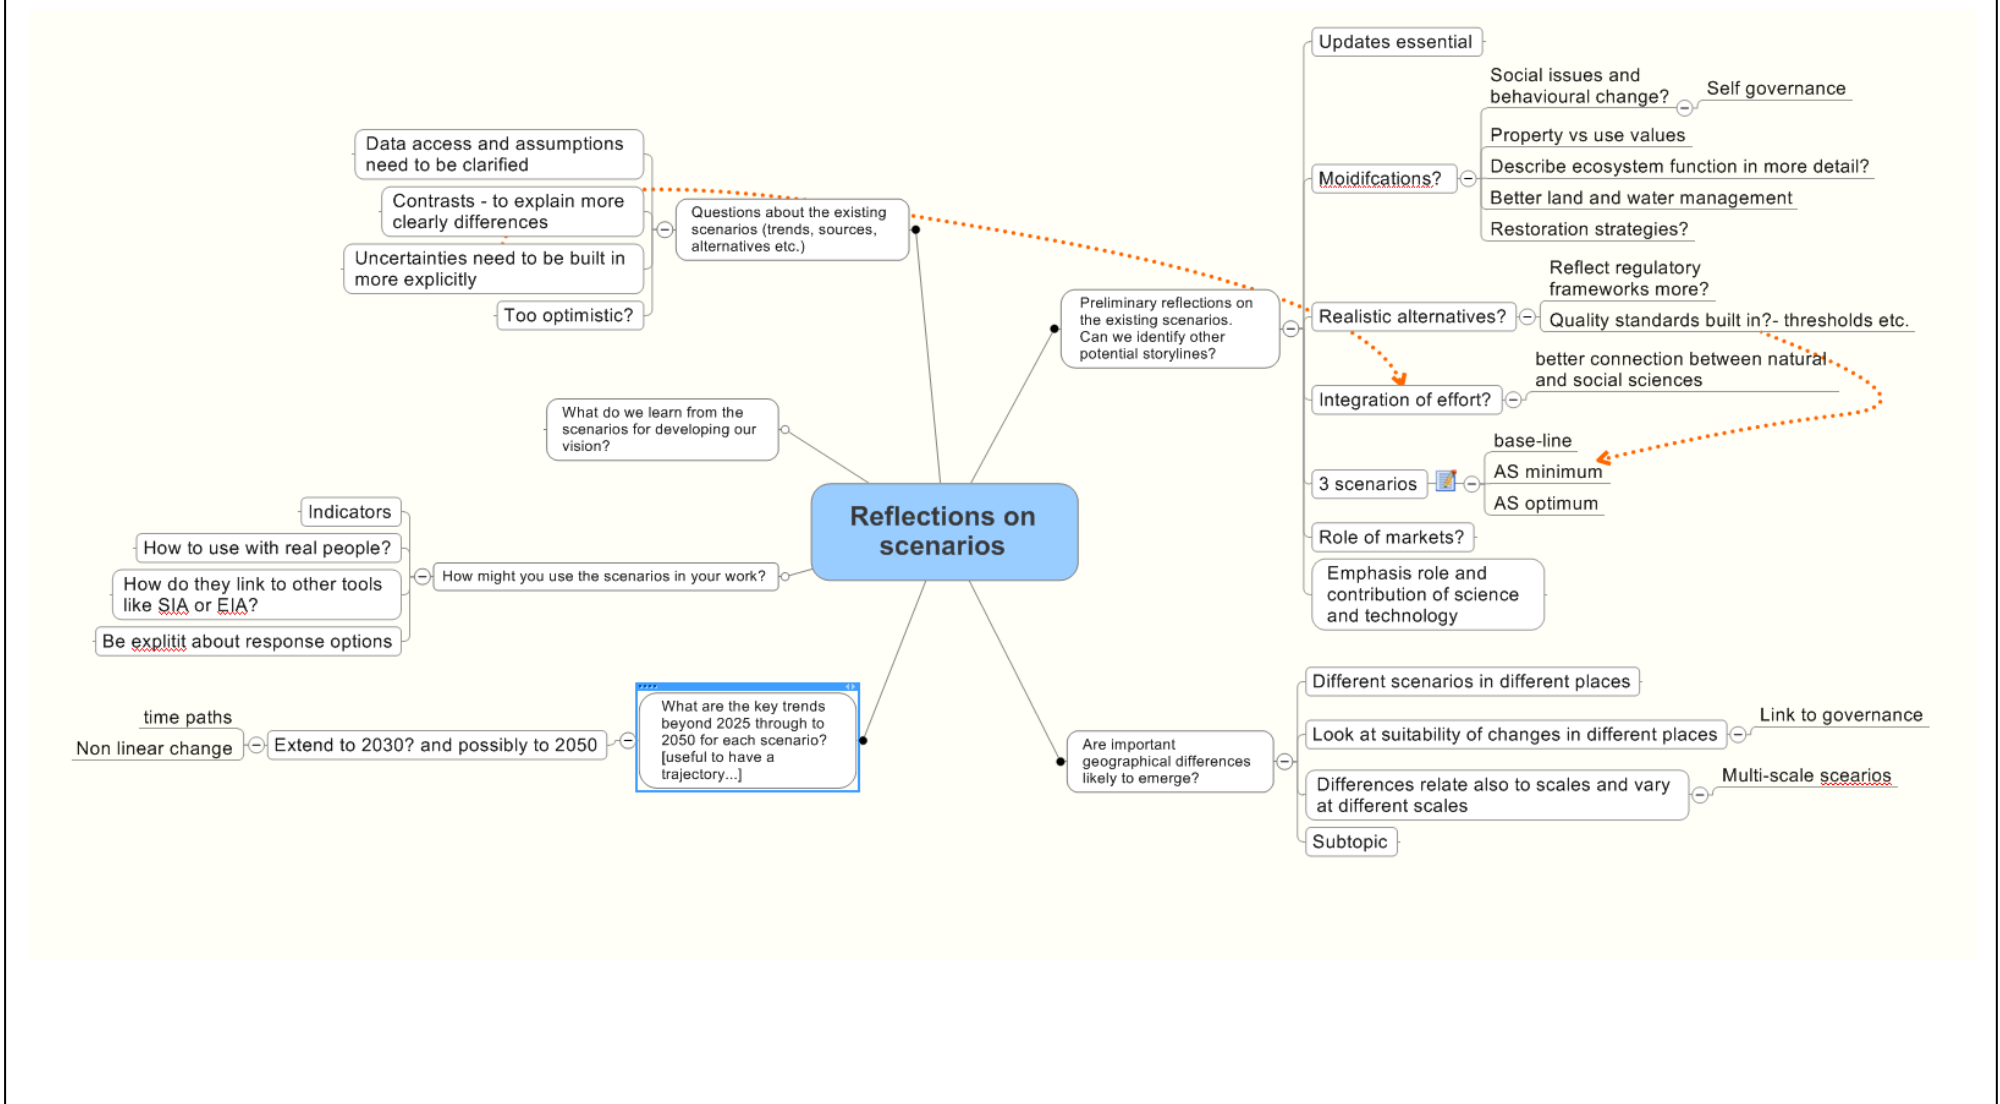 Updates essential
Social issues and
behavioural change?
Self governance
Property vs use values
Moidifcations?
Describe ecosystem function in more detail?
Better land and water management
Restoration strategies?
Data access and assumptions
need to be clarified
Contrasts - to explain more
clearly differences
Uncertainties need to be built in
more explicitly
Too optimistic?
Questions about the existing
scenarios (trends, sources,
alternatives etc.)
Preliminary reflections on
the existing scenarios.
Can we identify other
potential storylines?
Realistic alternatives?
Reflect regulatory
frameworks more?
Quality standards built in?- thresholds etc.
Integration of effort?
better connection between natural
and social sciences
3 scenarios
base-line
AS minimum
AS optimum
Role of markets?
Emphasis role and
contribution of science
and technology
What do we learn from the
scenarios for developing our
vision?
Reflections on
scenarios
Indicators
How to use with real people?
How do they link to other tools
like SIA or EIA?
Be explitit about response options
How might you use the scenarios in your work?
time paths
Non linear change
Extend to 2030? and possibly to 2050
What are the key trends
beyond 2025 through to
2050 for each scenario?
[useful to have a
trajectory...]
Are important
geographical differences
likely to emerge?
Different scenarios in different places
Look at suitability of changes in different places
Link to governance
Differences relate also to scales and vary
at different scales
Multi-scale scearios
Subtopic